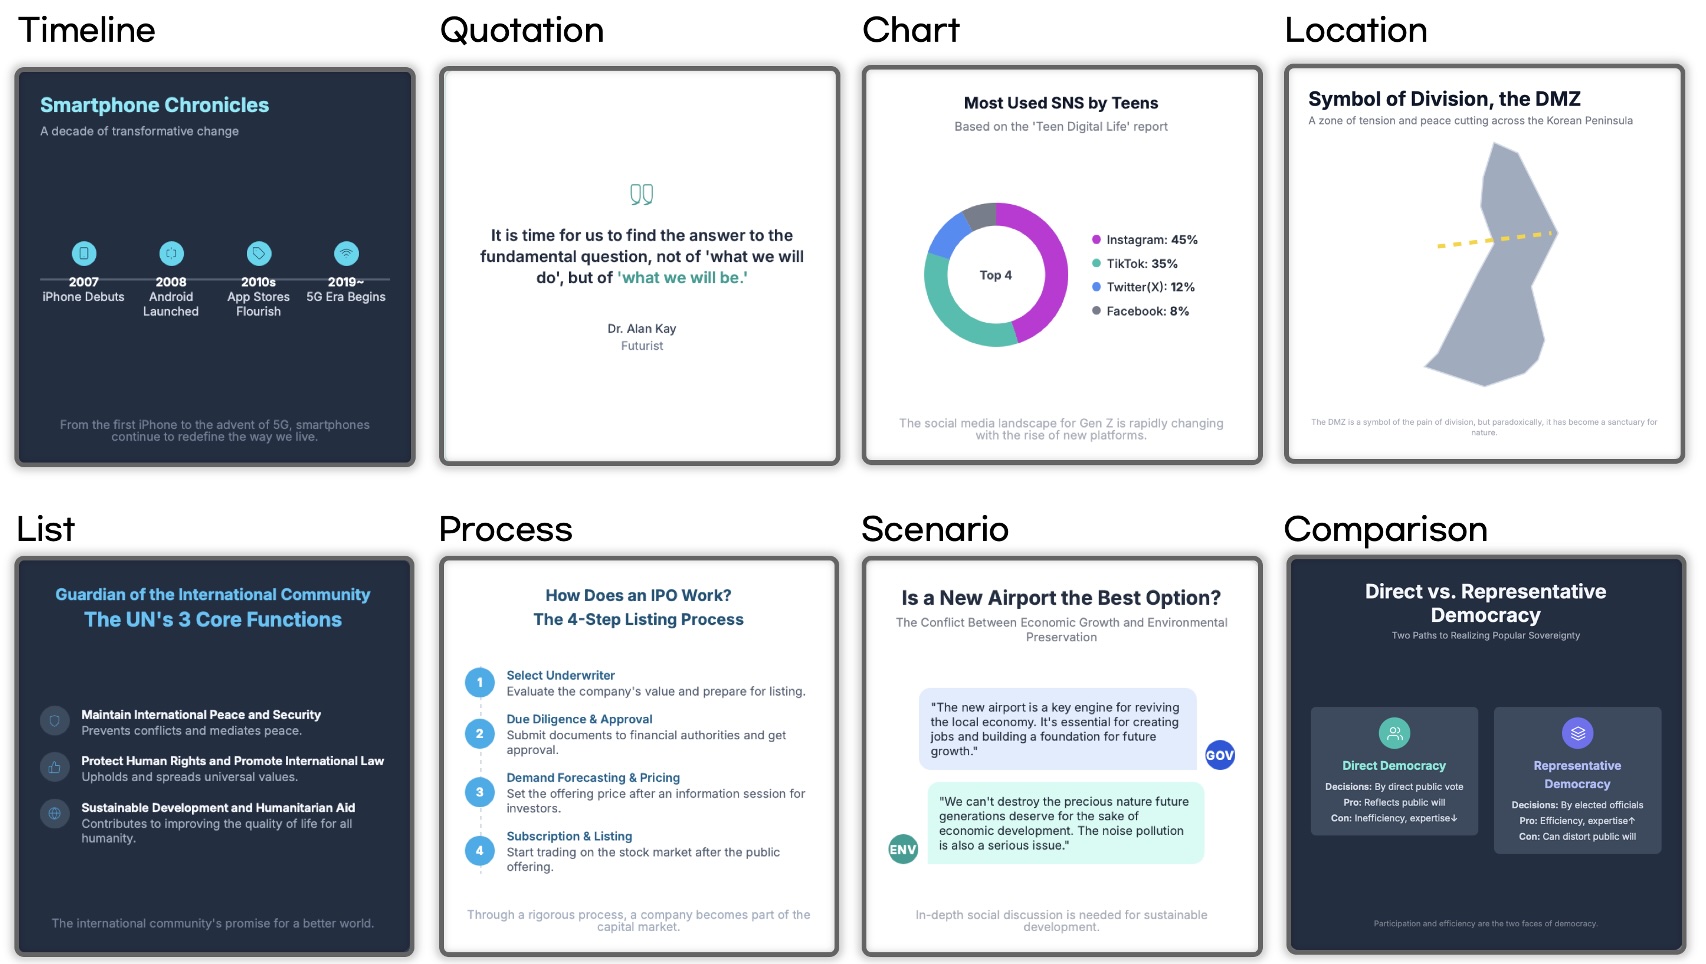 Timeline
Smartphone Chronicles
A decade of transformative change
2007
iPhone Debuts
2008
Android
Launched
2010s
App Stores
Flourish
2019~
5G Era Begins
From the first iPhone to the advent of 5G, smartphones
continue to redefine the way we live.
Quotation
It is time for us to find the answer to the
fundamental question, not of 'what we will
do', but of 'what we will be.'
Dr. Alan Kay
Futurist
Chart
Most Used SNS by Teens
Based on the 'Teen Digital Life' report
Top 4
Instagram: 45%
TikTok: 35%
Twitter(X): 12%
Facebook: 8%
The social media landscape for Gen Z is rapidly changing
with the rise of new platforms.
Location
Symbol of Division, the DMZ
A zone of tension and peace cutting across the Korean Peninsula
The DMZ is a symbol of the pain of division, but paradoxically, it has become a sanctuary for
nature.
List
Guardian of the International Community
The UN's 3 Core Functions
Maintain International Peace and Security
Prevents conflicts and mediates peace.
Protect Human Rights and Promote International Law
Upholds and spreads universal values.
Sustainable Development and Humanitarian Aid
Contributes to improving the quality of life for all
humanity.
The international community's promise for a better world.
Process
How Does an IPO Work?
The 4-Step Listing Process
1
Select Underwriter
Evaluate the company's value and prepare for listing.
2
Due Diligence & Approval
Submit documents to financial authorities and get
approval.
3
Demand Forecasting & Pricing
Set the offering price after an information session for
investors.
4
Subscription & Listing
Start trading on the stock market after the public
offering.
Through a rigorous process, a company becomes part of the
capital market.
Scenario
Is a New Airport the Best Option?
The Conflict Between Economic Growth and Environmental
Preservation
"The new airport is a key engine for reviving
the local economy. It's essential for creating
jobs and building a foundation for future
growth."
GOV
"We can't destroy the precious nature future
generations deserve for the sake of
economic development. The noise pollution
is also a serious issue."
ENV
In-depth social discussion is needed for sustainable
development.
Comparison
Direct vs. Representative
Democracy
Two Paths to Realizing Popular Sovereignty
Direct Democracy
Decisions: By direct public vote
Pro: Reflects public will
Con: Inefficiency, expertise↓
Representative
Democracy
Decisions: By elected officials
Pro: Efficiency, expertise↑
Con: Can distort public will
Participation and efficiency are the two faces of democracy.